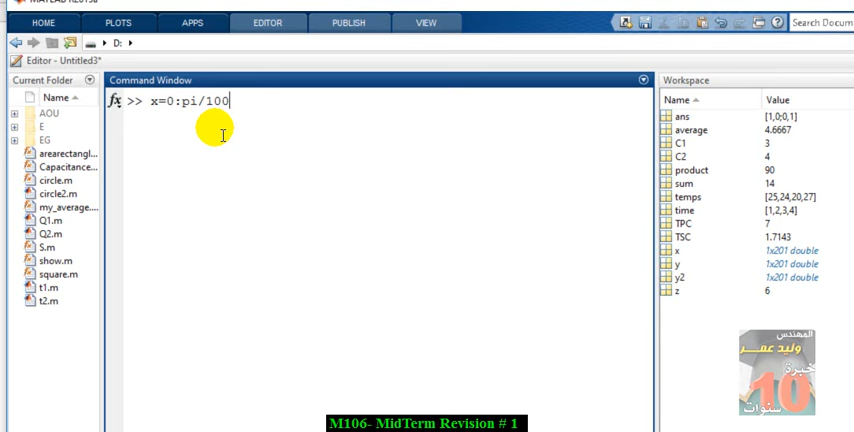 HOME PLOTS APPS EDITOR PUBLISH VIEW
Search Docum
D:
Editor - Untitled3*
Current Folder
Name
AOU
E
EG
arearectangl...
Capacitance...
circle.m
circle2.m
my_average....
Q1.m
Q2.m
S.m
show.m
square.m
t1.m
t2.m
Command Window
fx >> x=0:pi/100
Workspace
Name Value
ans [1,0;0,1]
average 4.6667
C1 3
C2 4
product 90
sum 14
temps [25,24,20,27]
time [1,2,3,4]
TPC 7
TSC 1.7143
x 1x201 double
y 1x201 double
y2 1x201 double
z 6
المهندس
وليد عمر
خبرة
10
سنوات
M106- MidTerm Revision # 1